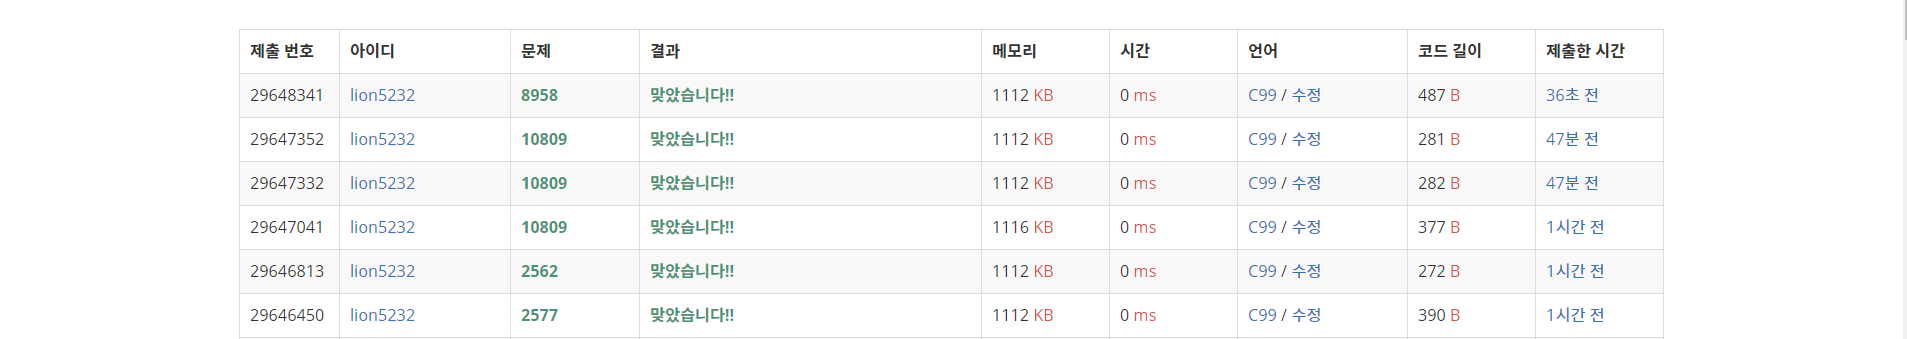 제출 번호 아이디 문제 결과 메모리 시간 언어 코드 길이 제출한 시간
29648341 lion5232 8958 맞았습니다!! 1112 KB 0 ms C99 / 수정 487 B 36초 전
29647352 lion5232 10809 맞았습니다!! 1112 KB 0 ms C99 / 수정 281 B 47분 전
29647332 lion5232 10809 맞았습니다!! 1112 KB 0 ms C99 / 수정 282 B 47분 전
29647041 lion5232 10809 맞았습니다!! 1116 KB 0 ms C99 / 수정 377 B 1시간 전
29646813 lion5232 2562 맞았습니다!! 1112 KB 0 ms C99 / 수정 272 B 1시간 전
29646450 lion5232 2577 맞았습니다!! 1112 KB 0 ms C99 / 수정 390 B 1시간 전